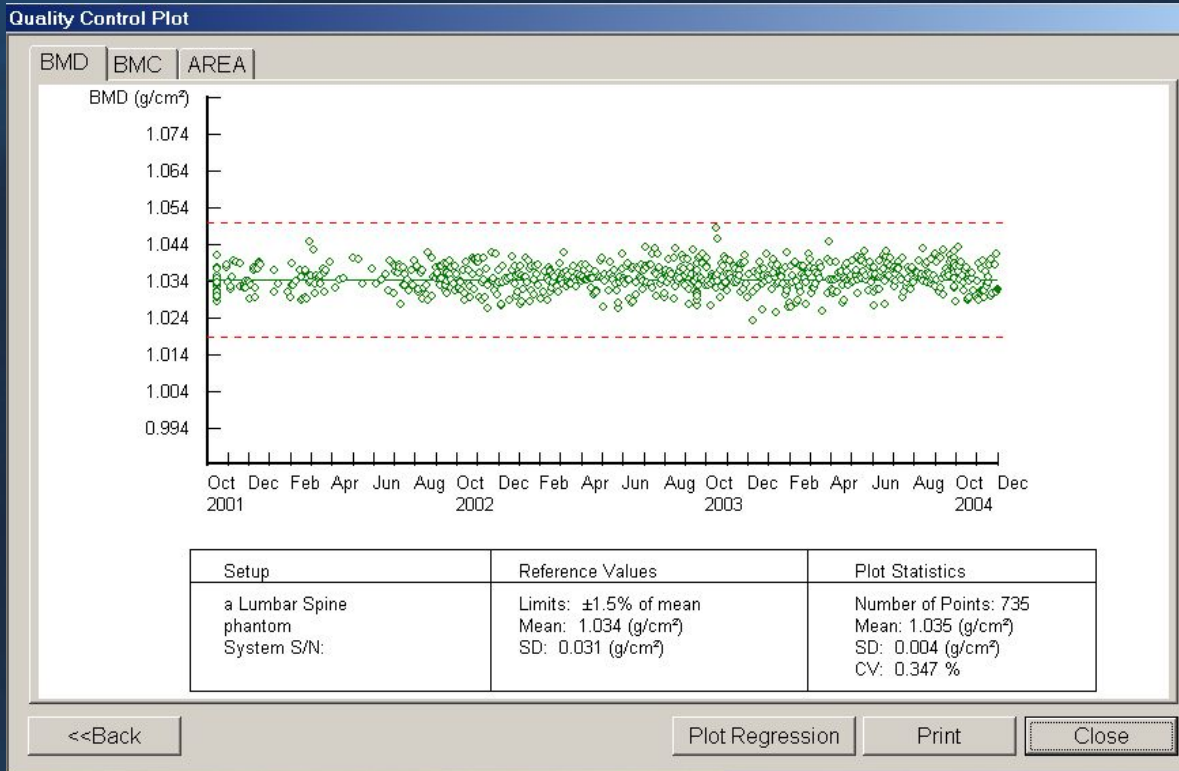 Quality Control Plot
BMD BMC AREA
BMD (g/cm²)
1.074
1.064
1.054
1.044
1.034
1.024
1.014
1.004
0.994
Oct Dec Feb Apr Jun Aug Oct Dec Feb Apr Jun Aug Oct Dec Feb Apr Jun Aug Oct Dec
2001 2002 2003 2004
Setup
a Lumbar Spine
phantom
System S/N:
Reference Values
Limits: ±1.5% of mean
Mean: 1.034 (g/cm²)
SD: 0.031 (g/cm²)
Plot Statistics
Number of Points: 735
Mean: 1.035 (g/cm²)
SD: 0.004 (g/cm²)
CV: 0.347 %
<<Back Plot Regression Print Close